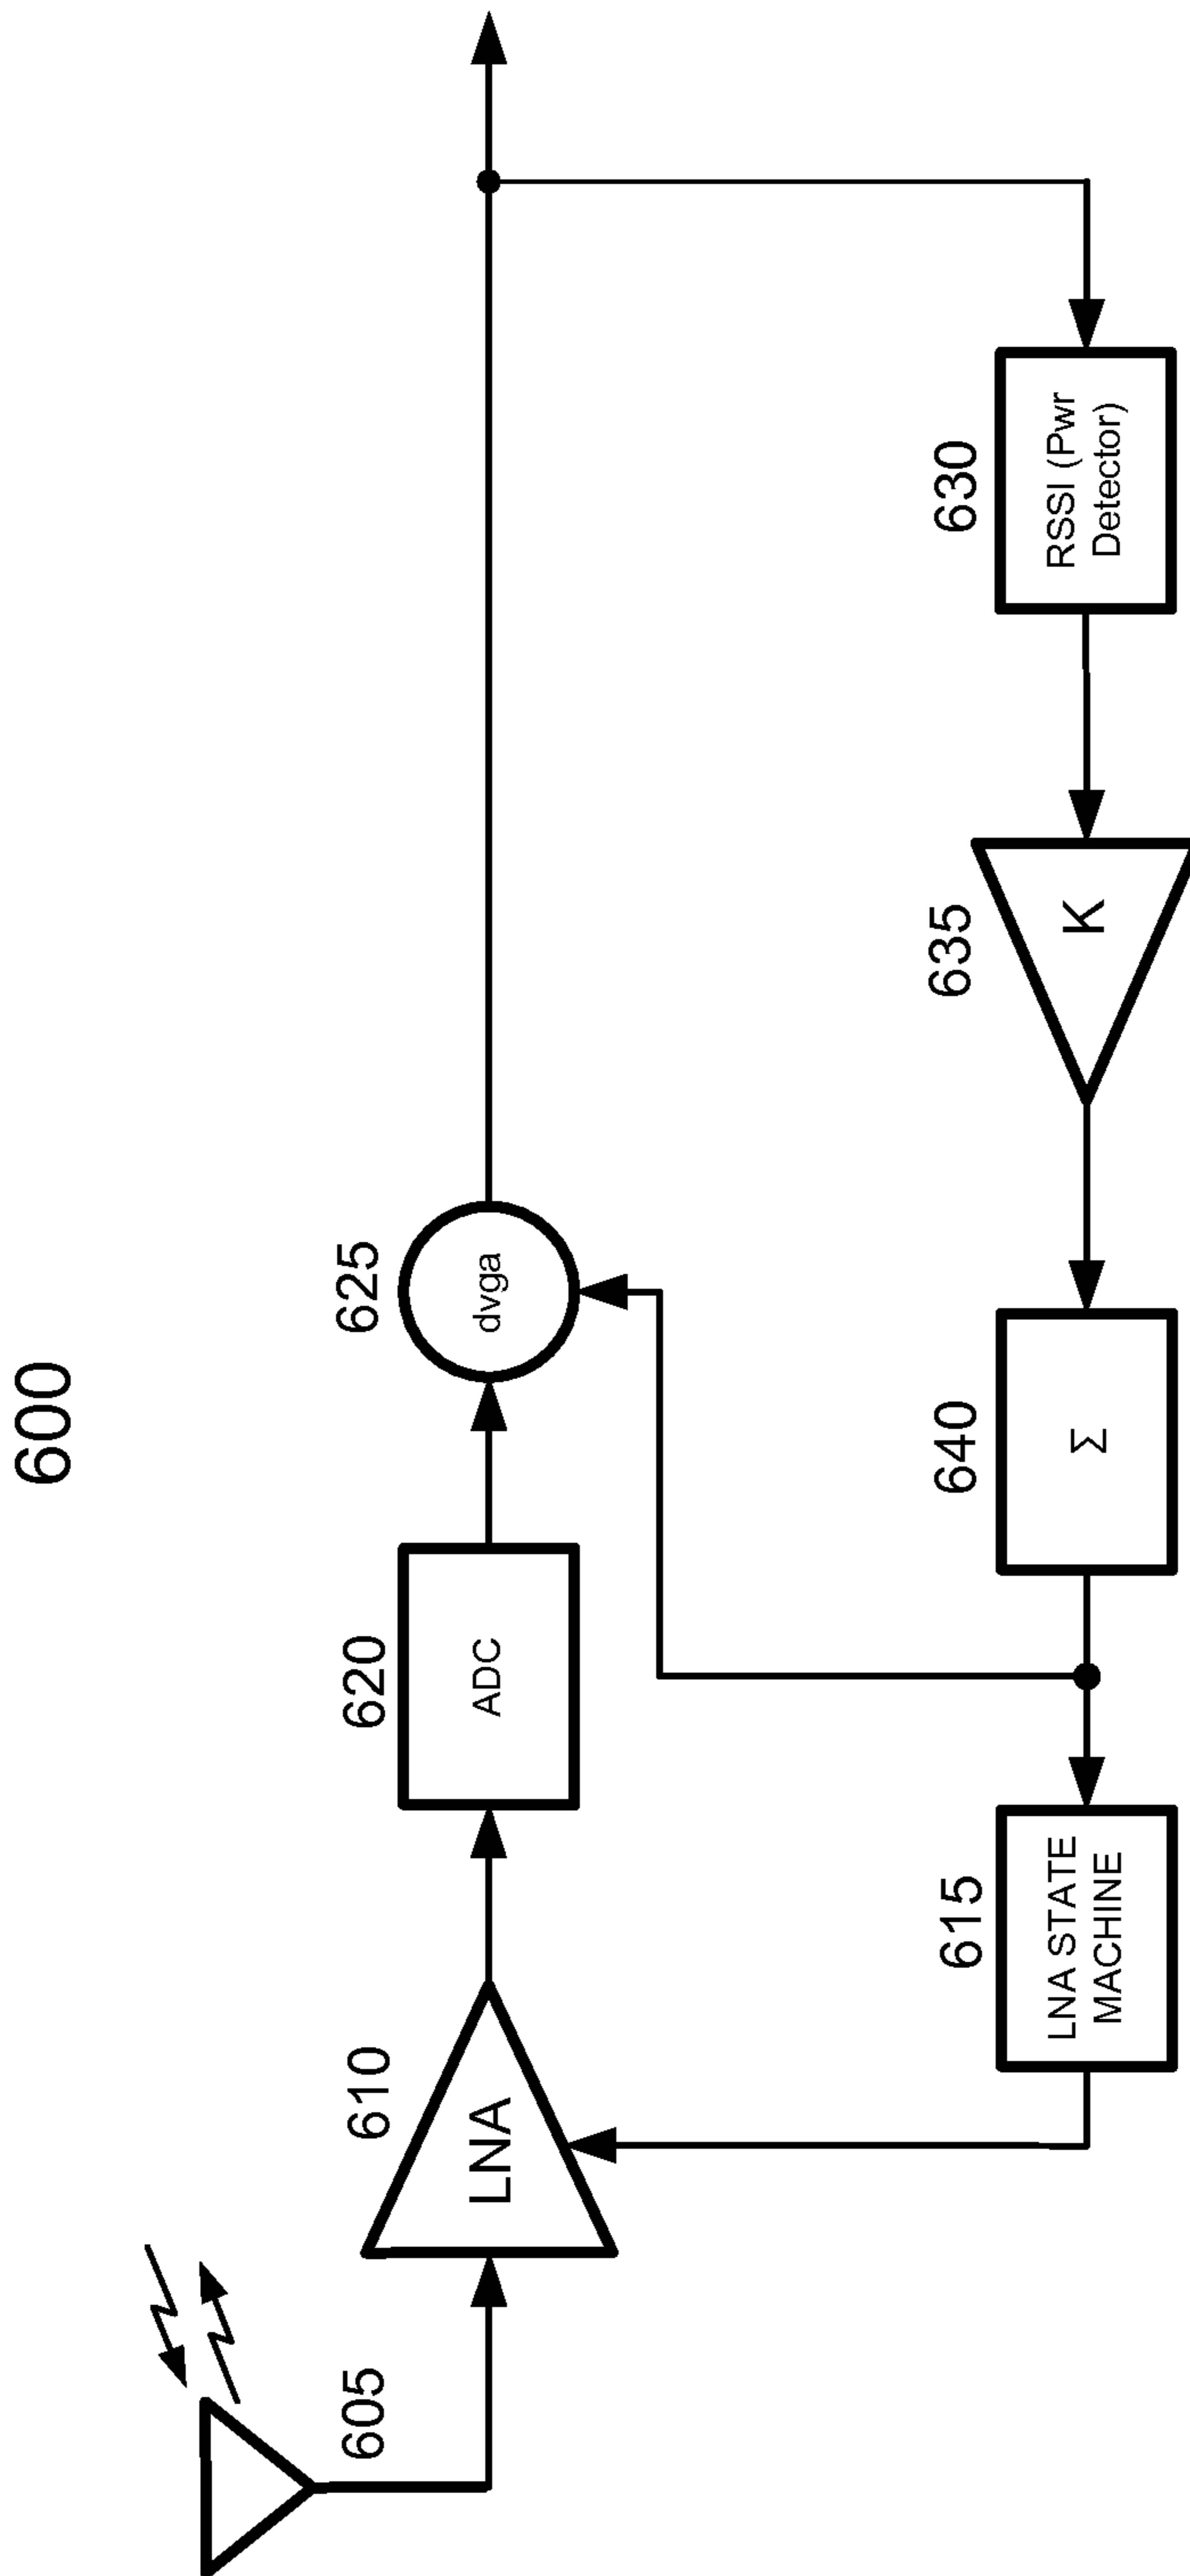 600
605
610
LNA
620
ADC
625
dvga
615
LNA STATE
MACHINE
640
Σ
635
K
630
RSSI (Pwr
Detector)